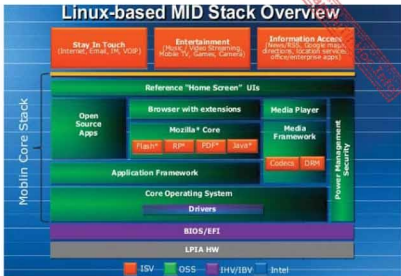 Linux-based MID Stack Overview
Stay In Touch
(Internet, Email, IM, VOIP)
Entertainment
(Music / Video Streaming,
Mobile TV, Games, Camera)
Information Access
(News/RSS, Google maps,
directions, location services,
office/enterprise apps)
Moblin Core Stack
Reference "Home Screen" UIs
Open
Source
Apps
Browser with extensions
Mozilla* Core
Flash*
RP*
PDF*
Java*
Media Player
Media
Framework
Codecs
DRM
Power Management
Security
Application Framework
Core Operating System
Drivers
BIOS/EFI
LPIA HW
ISV
OSS
IHV/IBV
Intel